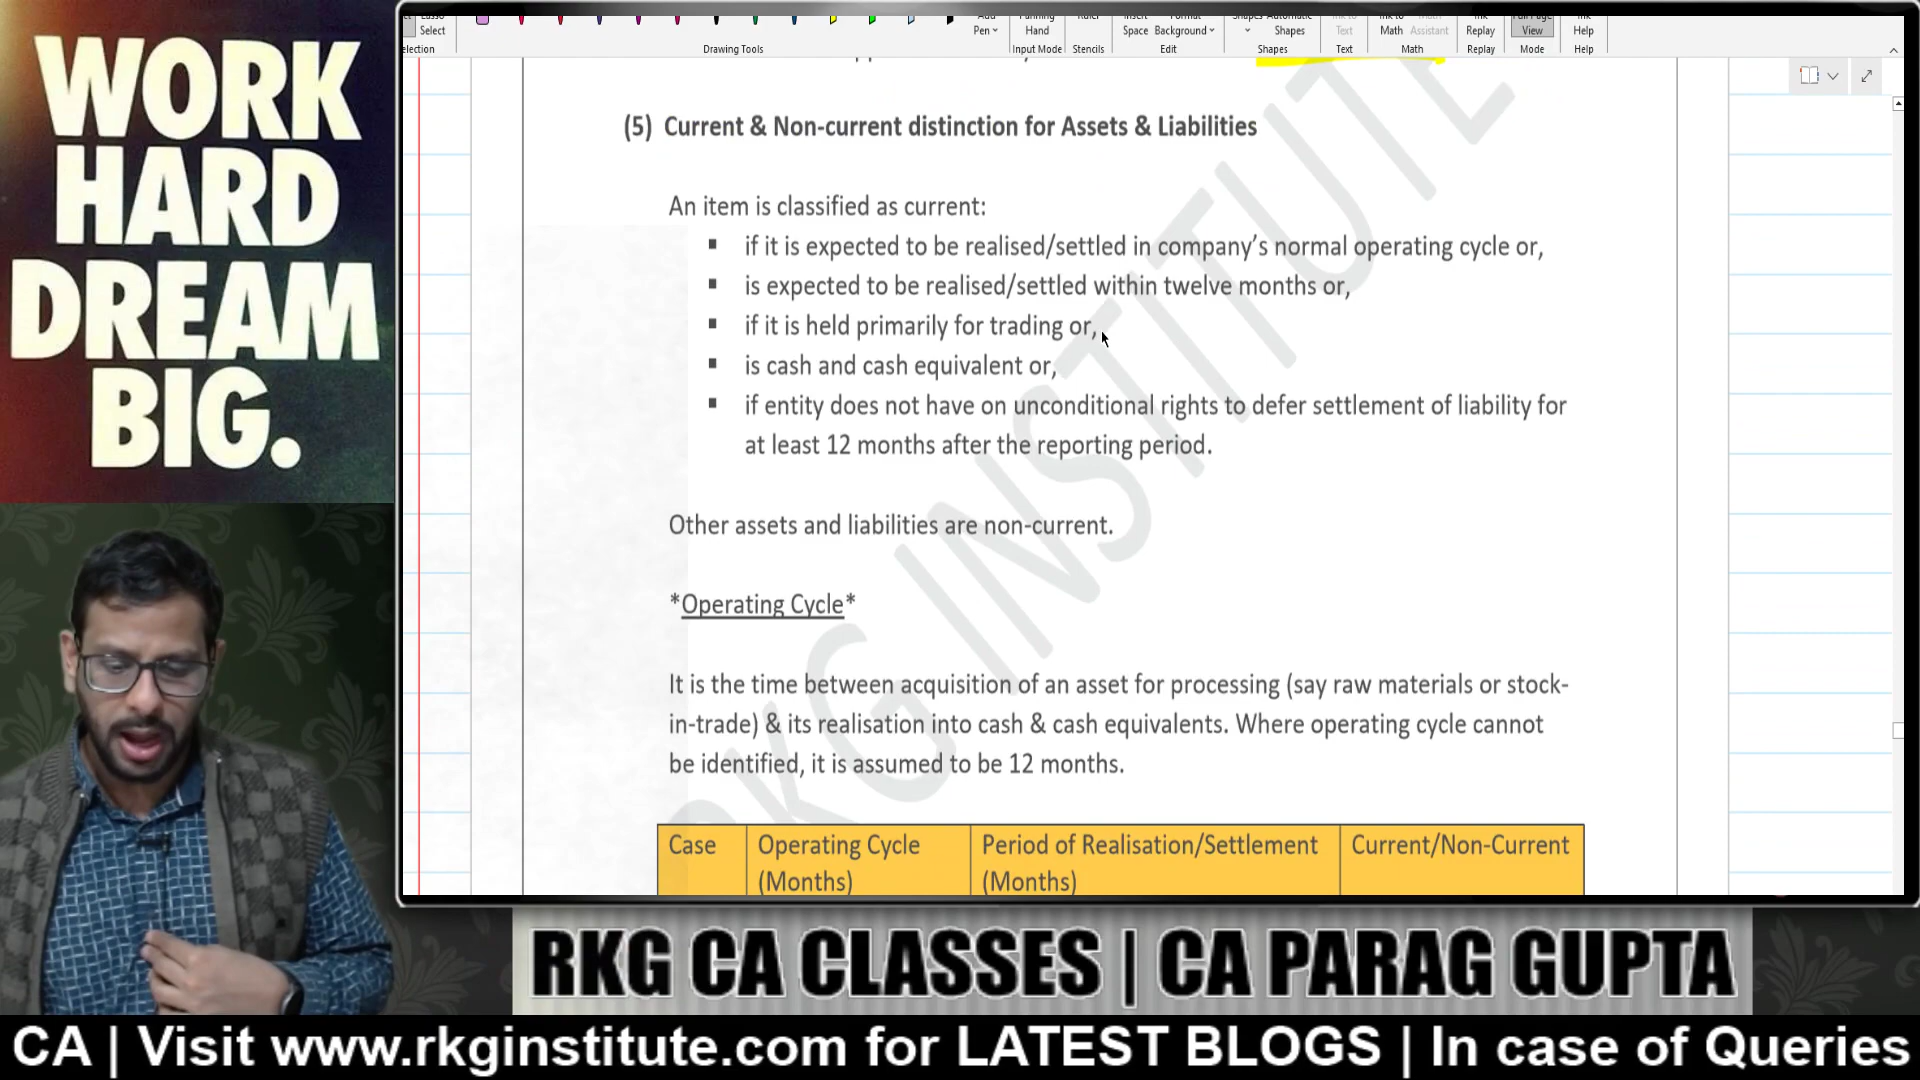 WORK
HARD
DREAM
BIG.
Select
Pen
Hand
Space
Background
Shapes
Text
Math
Assistant
Replay
View
Help
Drawing Tools
Input Mode
Stencils
Edit
Shapes
Text
Math
Replay
Mode
Help
(5) Current & Non-current distinction for Assets & Liabilities
An item is classified as current:
▪ if it is expected to be realised/settled in company’s normal operating cycle or,
▪ is expected to be realised/settled within twelve months or,
▪ if it is held primarily for trading or,
▪ is cash and cash equivalent or,
▪ if entity does not have on unconditional rights to defer settlement of liability for
at least 12 months after the reporting period.
Other assets and liabilities are non-current.
*Operating Cycle*
It is the time between acquisition of an asset for processing (say raw materials or stock-
in-trade) & its realisation into cash & cash equivalents. Where operating cycle cannot
be identified, it is assumed to be 12 months.
Case
Operating Cycle
(Months)
Period of Realisation/Settlement
(Months)
Current/Non-Current
RKG INSTITUTE
RKG CA CLASSES | CA PARAG GUPTA
CA | Visit www.rkginstitute.com for LATEST BLOGS | In case of Queries